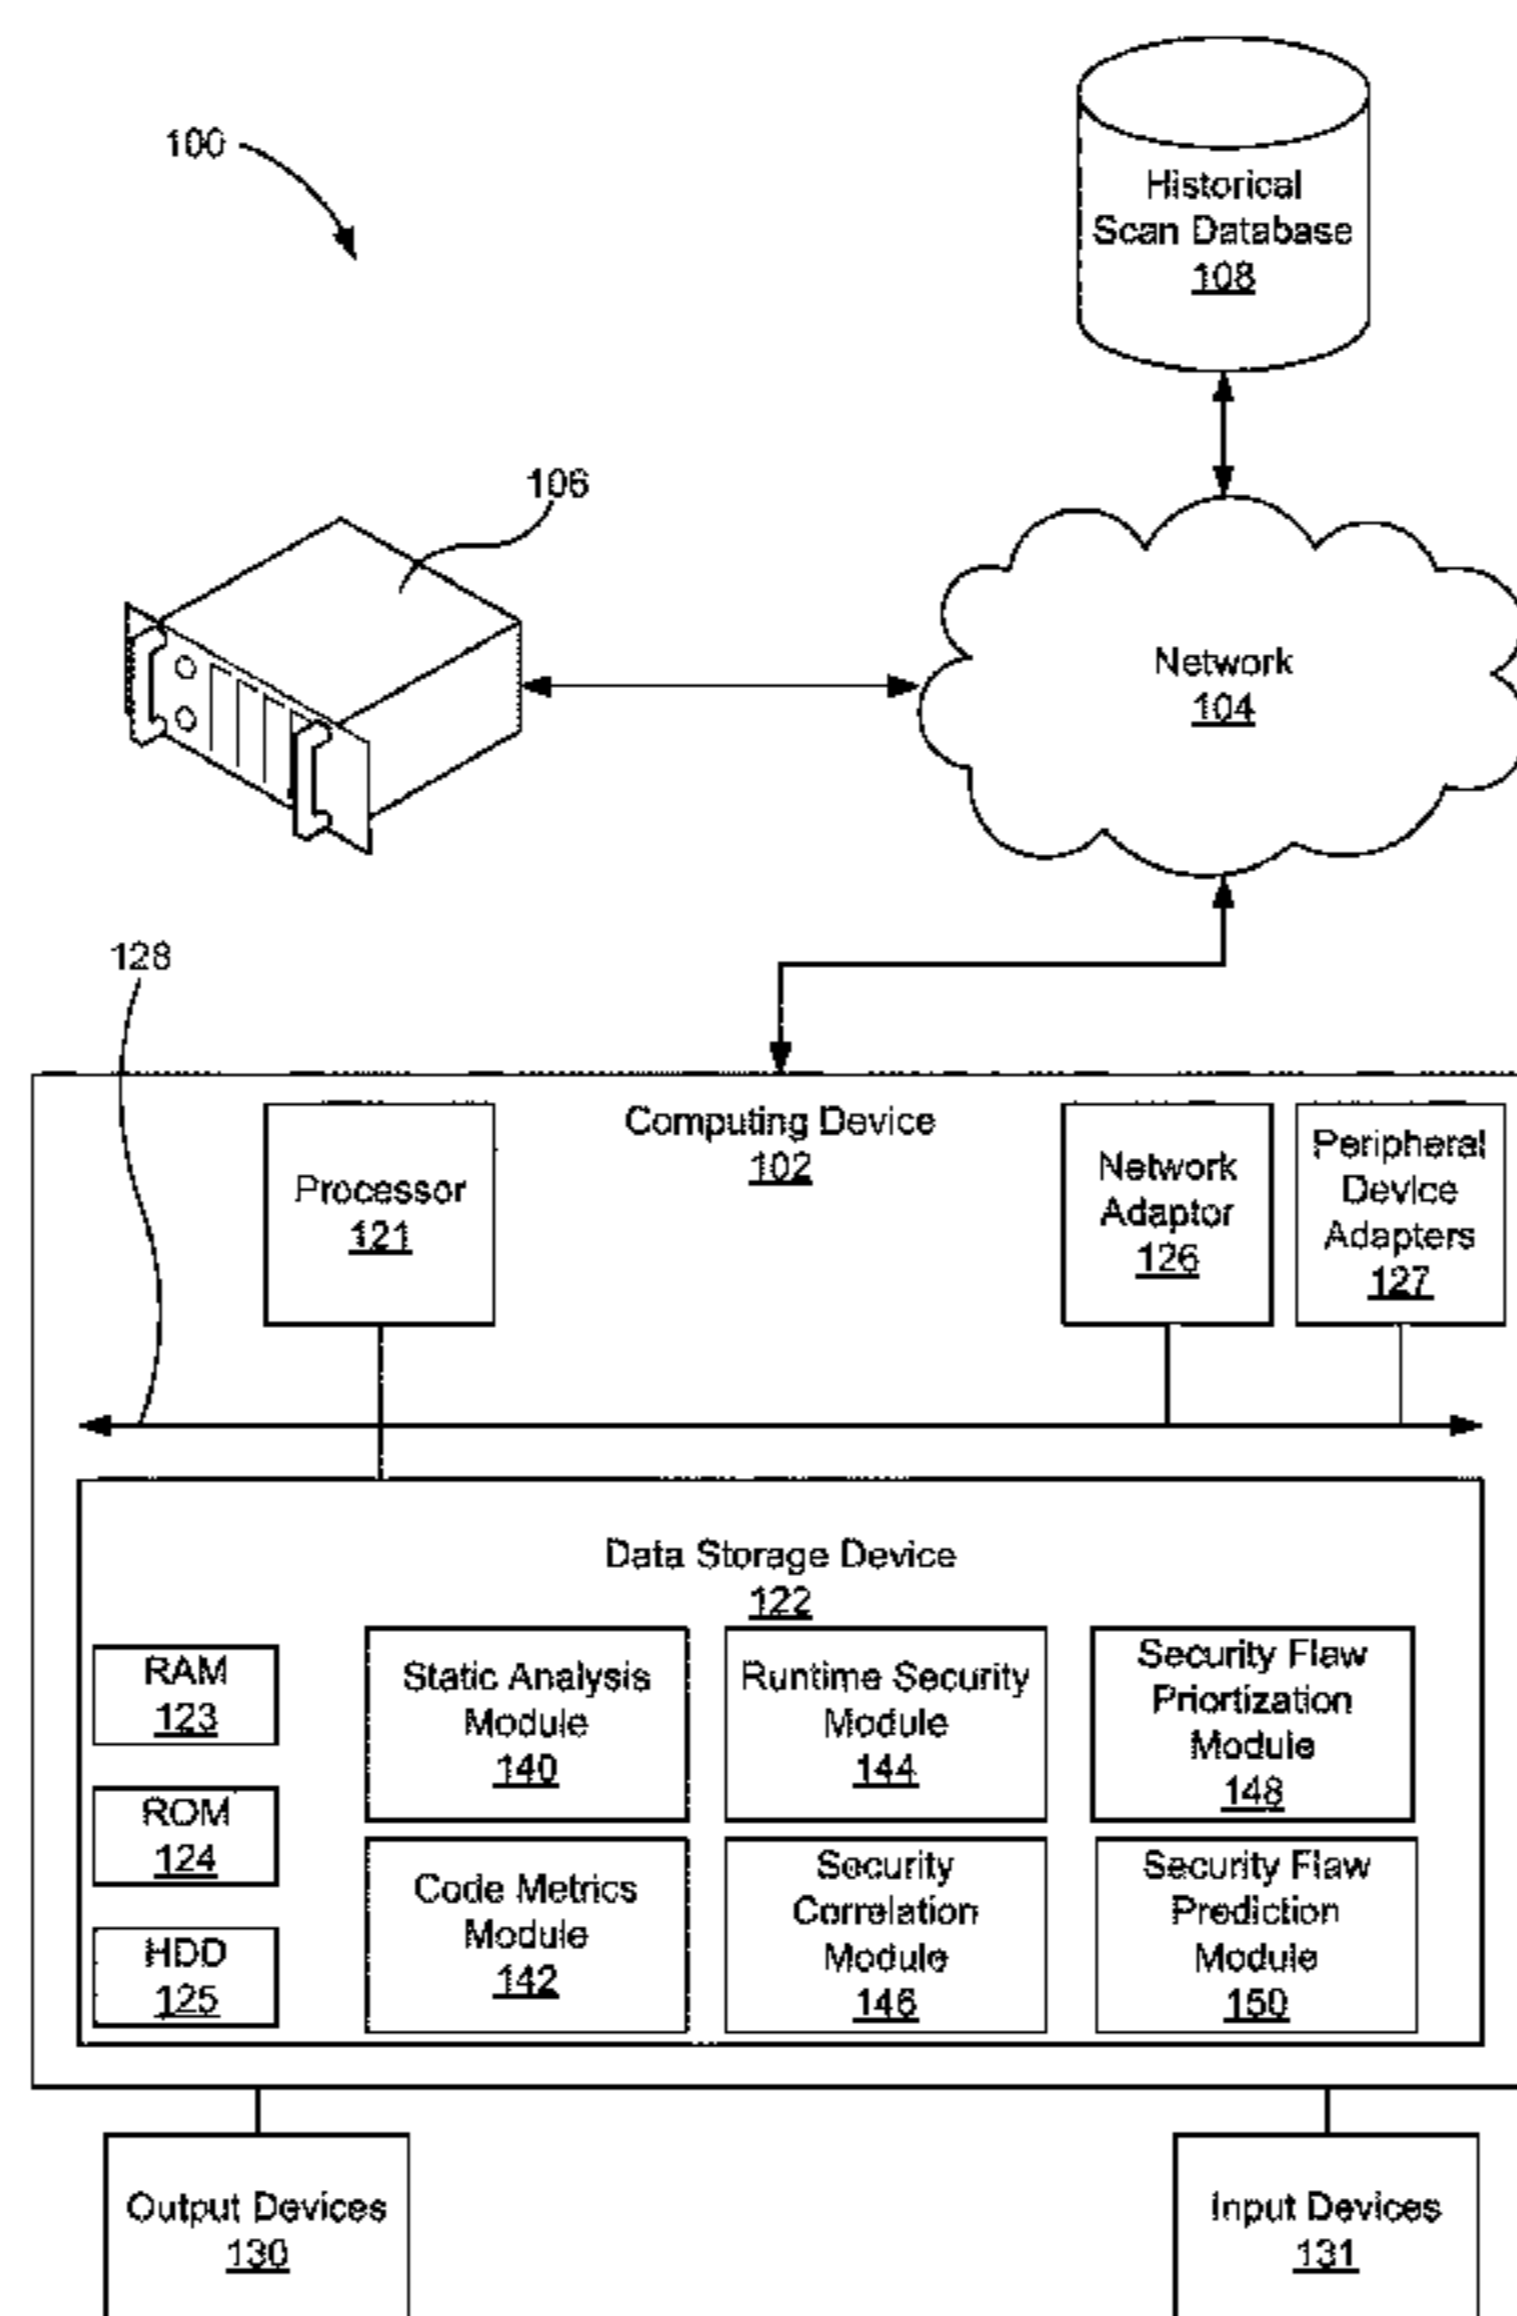 100
Historical
Scan Database
108
106
Network
104
128
Computing Device
102
Processor
121
Network
Adaptor
126
Peripheral
Device
Adapters
127
Data Storage Device
122
RAM
123
ROM
124
HDD
125
Static Analysis
Module
140
Runtime Security
Module
144
Security Flaw
Priortization
Module
148
Code Metrics
Module
142
Security
Correlation
Module
146
Security Flaw
Prediction
Module
150
Output Devices
130
Input Devices
131